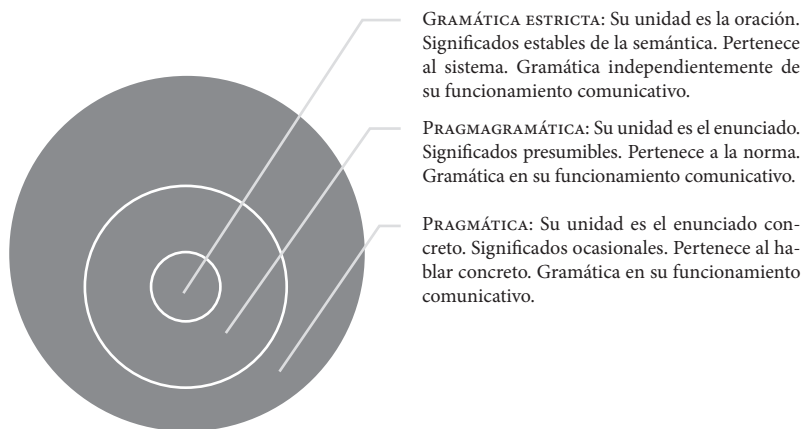 GRAMÁTICA ESTRICTA: Su unidad es la oración.
Significados estables de la semántica. Pertenece
al sistema. Gramática independientemente de
su funcionamiento comunicativo.
PRAGMAGRAMÁTICA: Su unidad es el enunciado.
Significados presumibles. Pertenece a la norma.
Gramática en su funcionamiento comunicativo.
PRAGMÁTICA: Su unidad es el enunciado con-
creto. Significados ocasionales. Pertenece al ha-
blar concreto. Gramática en su funcionamiento
comunicativo.